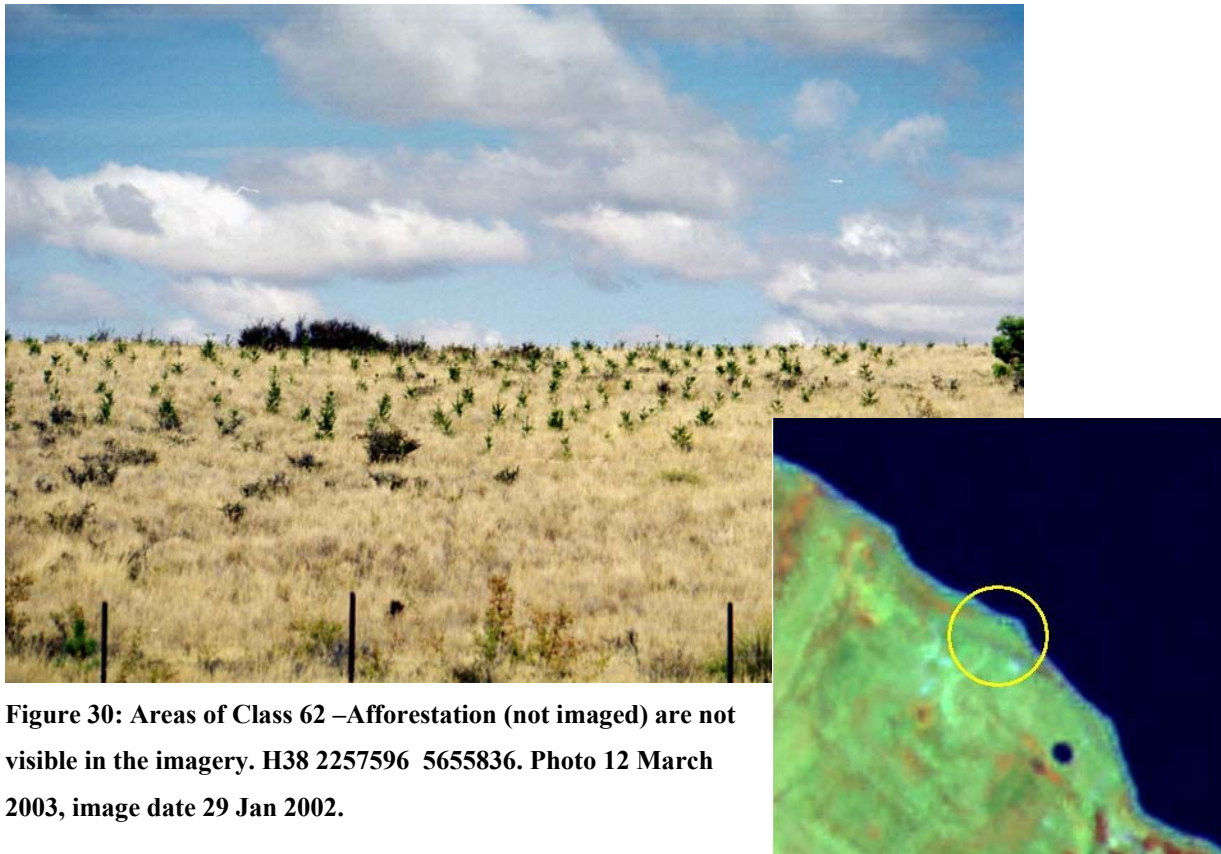 Figure 30: Areas of Class 62 –Afforestation (not imaged) are not
visible in the imagery. H38 2257596  5655836. Photo 12 March
2003, image date 29 Jan 2002.